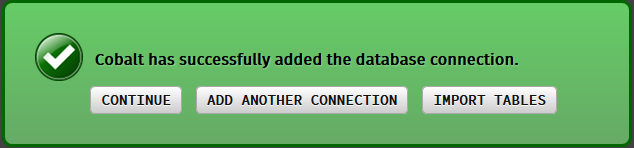 Cobalt has successfully added the database connection.
CONTINUE ADD ANOTHER CONNECTION IMPORT TABLES